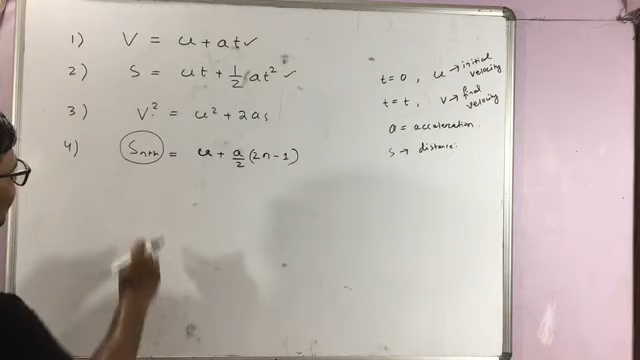 1) V = u + at ✓
2) S = ut + 1/2 at² ✓
3) V² = u² + 2as
4) Snth = u + a/2 (2n - 1)
t = 0, u → initial velocity
t = t, V → final velocity
a = acceleration.
s → distance.